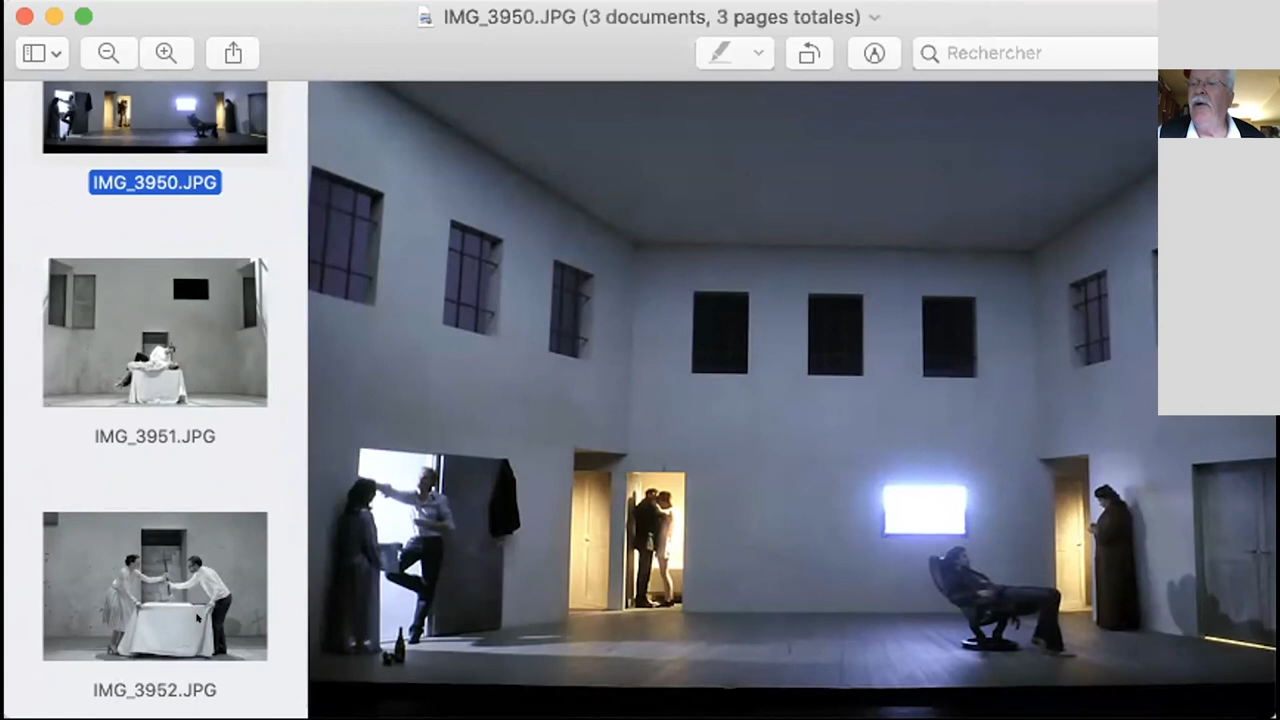 IMG_3950.JPG (3 documents, 3 pages totales)
Rechercher
IMG_3950.JPG
IMG_3951.JPG
IMG_3952.JPG